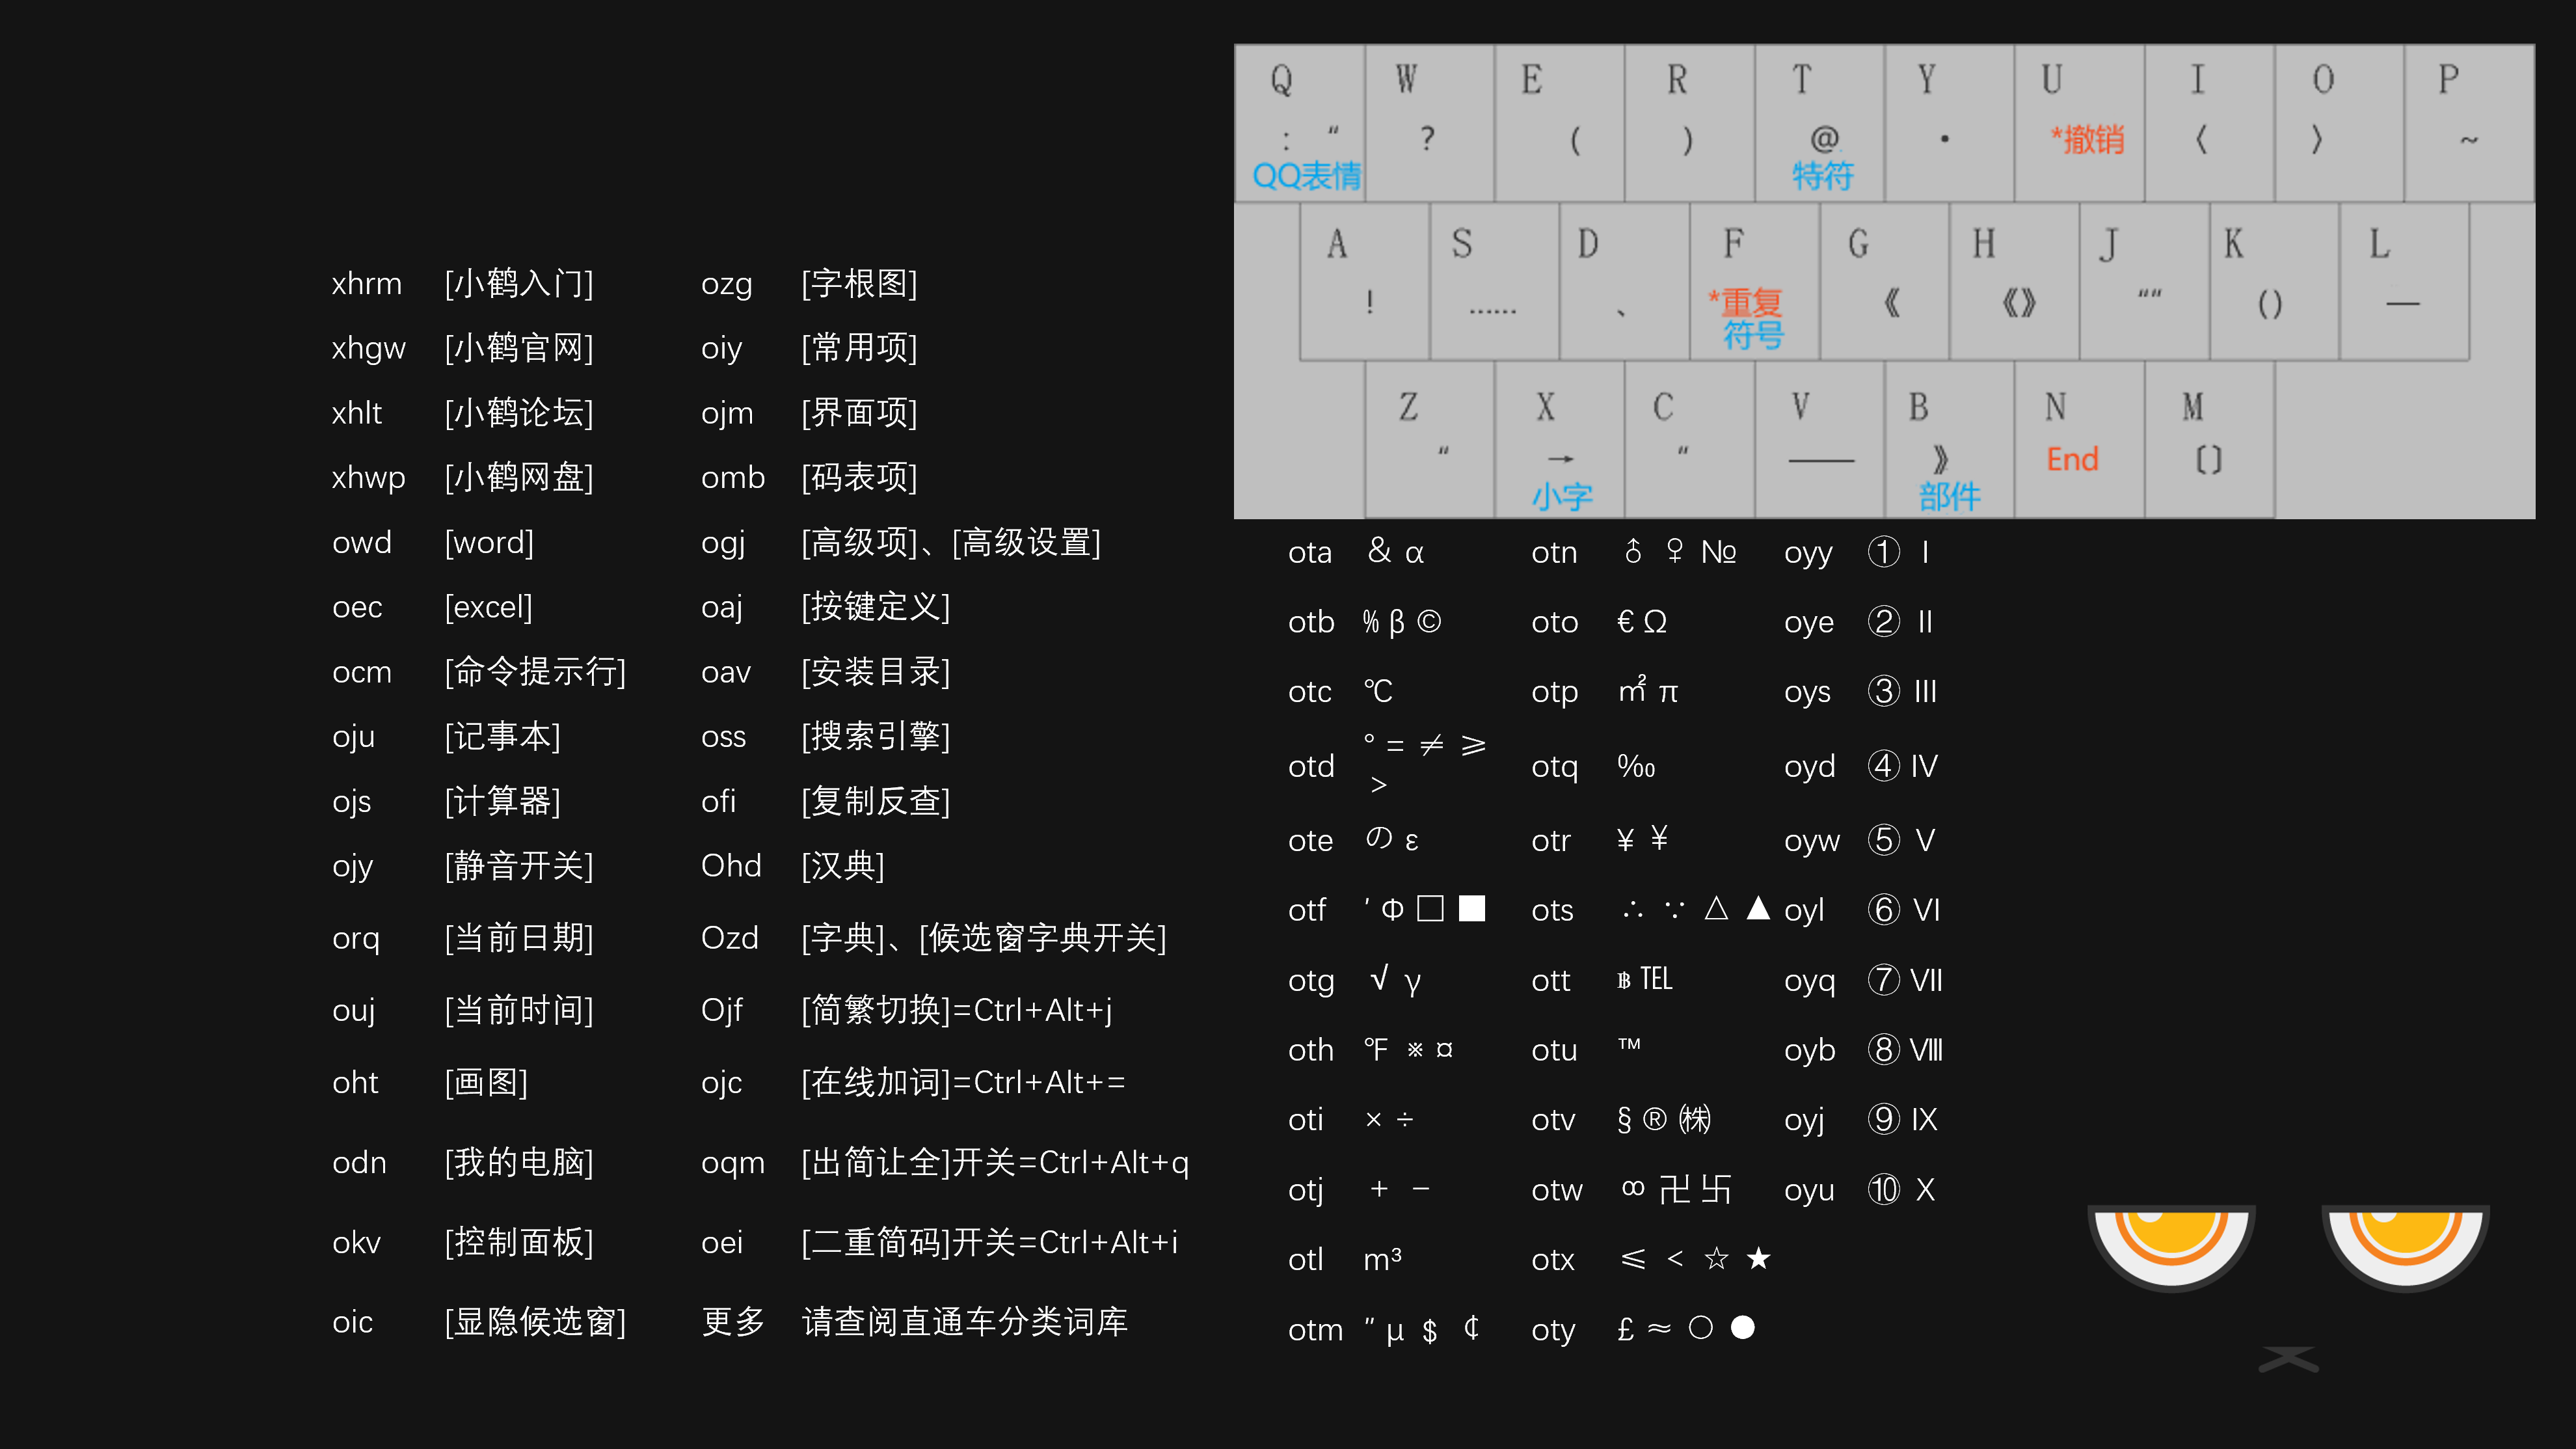 Q W E R T Y U I O P
： “ ？ （ ） @ · *撤销 〈 〉 ~
QQ表情 特符
A S D F G H J K L
！ …… 、 *重复 《 《》 ““ （） —
符号
Z X C V B N M
“ → “ —— 》 End 〔〕
小字 部件
xhrm [小鹤入门] ozg [字根图]
xhgw [小鹤官网] oiy [常用项]
xhlt [小鹤论坛] ojm [界面项]
xhwp [小鹤网盘] omb [码表项]
owd [word] ogj [高级项]、[高级设置]
oec [excel] oaj [按键定义]
ocm [命令提示行] oav [安装目录]
oju [记事本] oss [搜索引擎]
ojs [计算器] ofi [复制反查]
ojy [静音开关] Ohd [汉典]
orq [当前日期] Ozd [字典]、[候选窗字典开关]
ouj [当前时间] Ojf [简繁切换]=Ctrl+Alt+j
oht [画图] ojc [在线加词]=Ctrl+Alt+=
odn [我的电脑] oqm [出简让全]开关=Ctrl+Alt+q
okv [控制面板] oei [二重简码]开关=Ctrl+Alt+i
oic [显隐候选窗] 更多 请查阅直通车分类词库
ota ＆ α otn ♂ ♀ № oyy ① Ⅰ
otb % β © oto € Ω oye ② Ⅱ
otc ℃ otp ㎡ π oys ③ Ⅲ
otd ° = ≠ ≥ > otq ‰ oyd ④ Ⅳ
ote の ε otr ¥ ￥ oyw ⑤ Ⅴ
otf ′ Φ □ ■ ots ∴ ∵ △ ▲ oyl ⑥ Ⅵ
otg √ γ ott ฿ ℡ oyq ⑦ Ⅶ
oth ℉ ※ ¤ otu ™ oyb ⑧ Ⅷ
oti × ÷ otv § ® ㈱ oyj ⑨ Ⅸ
otj ＋ － otw ∞ 卍 卐 oyu ⑩ Ⅹ
otl m³ otx ≤ < ☆ ★
otm ″ μ ＄ ￠ oty £ ≈ ○ ●